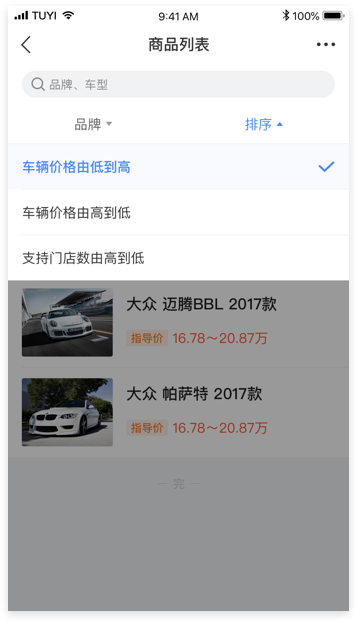 TUYI 9:41 AM 100%
商品列表
品牌、车型
品牌 排序
车辆价格由低到高
车辆价格由高到低
支持门店数由高到低
大众 迈腾BBL 2017款
指导价 16.78～20.87万
大众 帕萨特 2017款
指导价 16.78～20.87万
— 完 —